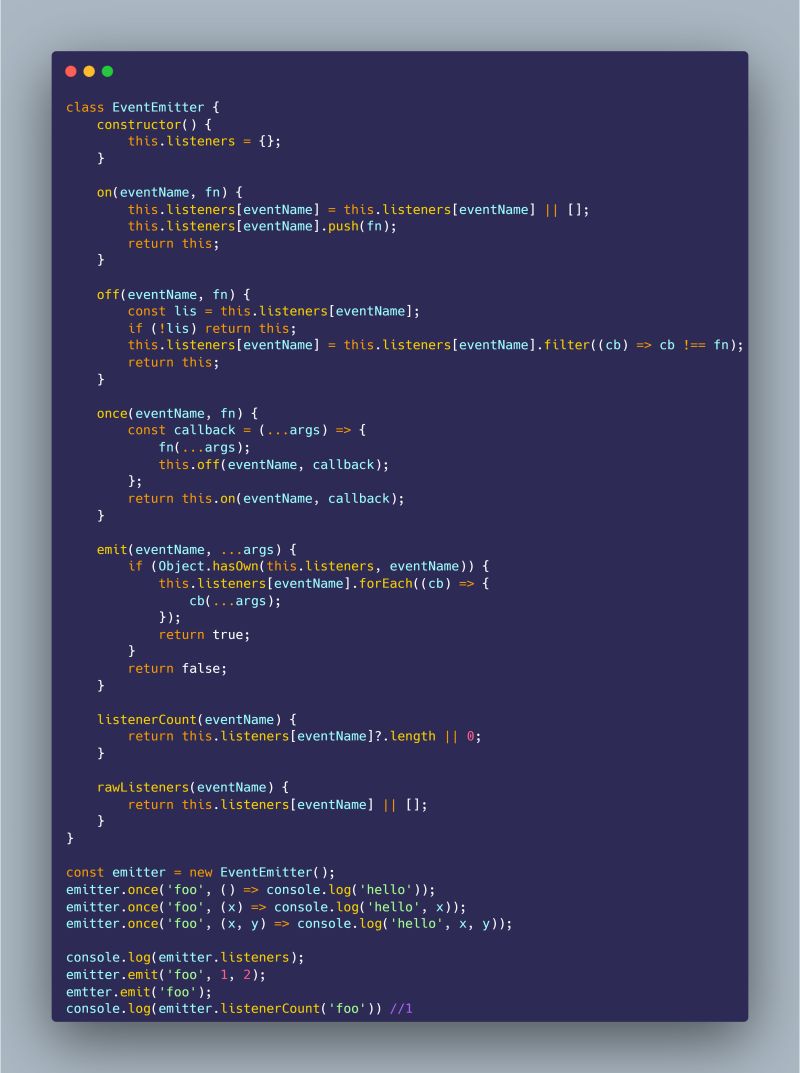 class EventEmitter {
    constructor() {
        this.listeners = {};
    }

    on(eventName, fn) {
        this.listeners[eventName] = this.listeners[eventName] || [];
        this.listeners[eventName].push(fn);
        return this;
    }

    off(eventName, fn) {
        const lis = this.listeners[eventName];
        if (!lis) return this;
        this.listeners[eventName] = this.listeners[eventName].filter((cb) => cb !== fn);
        return this;
    }

    once(eventName, fn) {
        const callback = (...args) => {
            fn(...args);
            this.off(eventName, callback);
        };
        return this.on(eventName, callback);
    }

    emit(eventName, ...args) {
        if (Object.hasOwn(this.listeners, eventName)) {
            this.listeners[eventName].forEach((cb) => {
                cb(...args);
            });
            return true;
        }
        return false;
    }

    listenerCount(eventName) {
        return this.listeners[eventName]?.length || 0;
    }

    rawListeners(eventName) {
        return this.listeners[eventName] || [];
    }
}

const emitter = new EventEmitter();
emitter.once('foo', () => console.log('hello'));
emitter.once('foo', (x) => console.log('hello', x));
emitter.once('foo', (x, y) => console.log('hello', x, y));

console.log(emitter.listeners);
emitter.emit('foo', 1, 2);
emtter.emit('foo');
console.log(emitter.listenerCount('foo')) //1